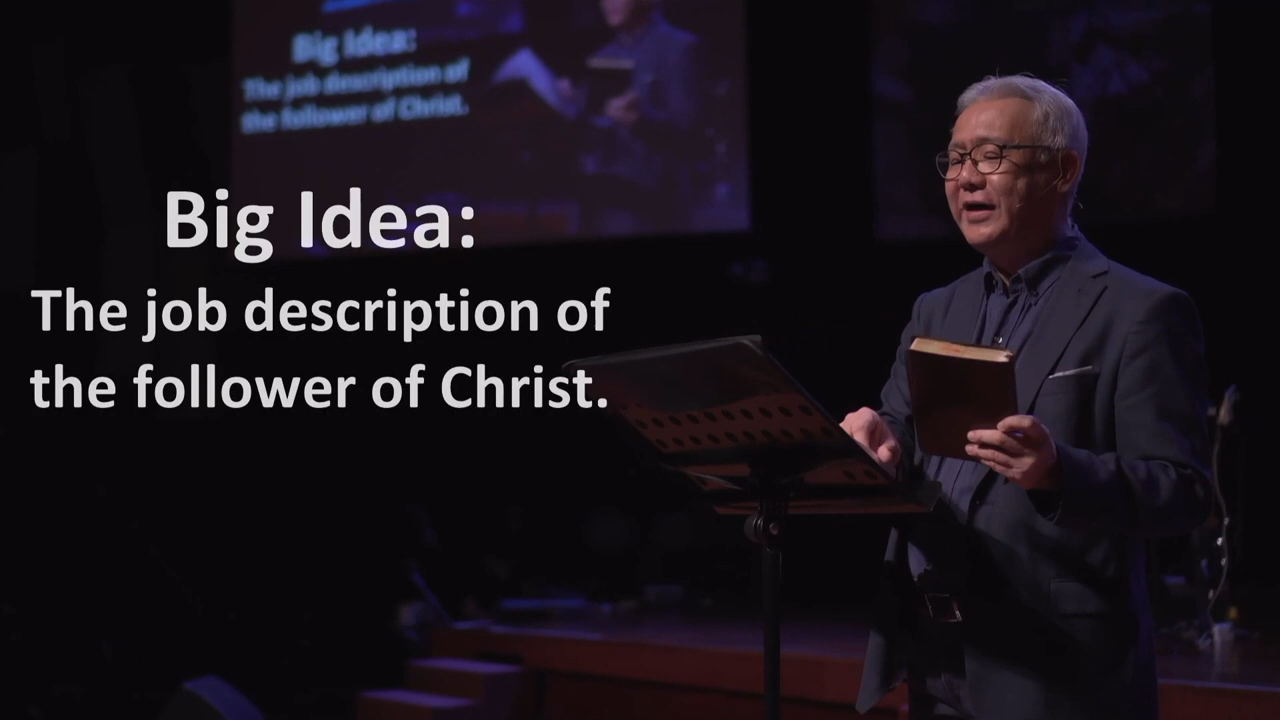 Big Idea:
The job description of
the follower of Christ.
Big Idea:
The job description of
the follower of Christ.